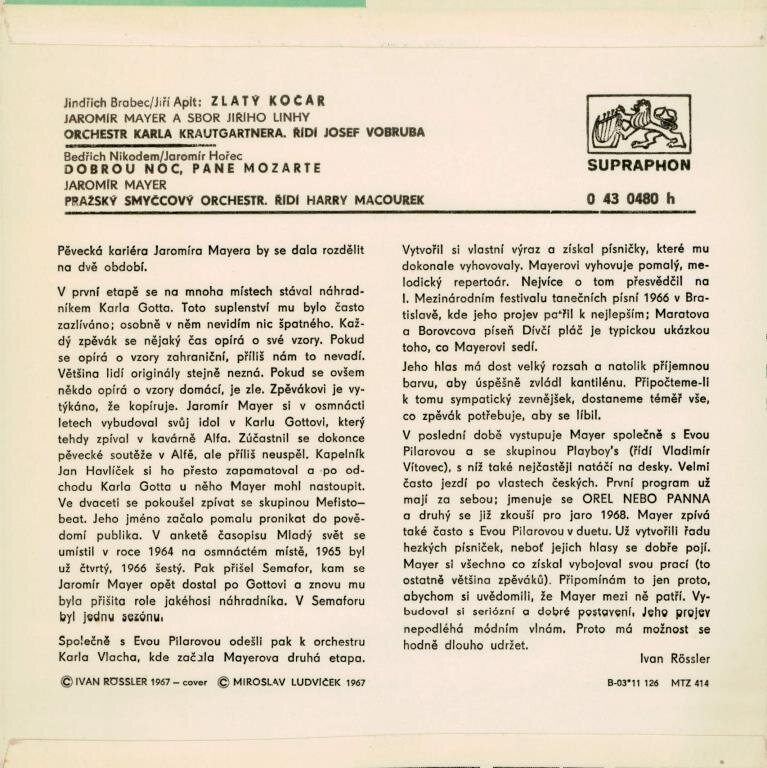 Jindřich Brabec/Jiří Aplt: ZLATÝ KOČÁR
JAROMÍR MAYER A SBOR JIŘÍHO LINHY
ORCHESTR KARLA KRAUTGARTNERA. ŘÍDÍ JOSEF VOBRUBA
Bedřich Nikodem/Jaromír Hořec
DOBROU NOC, PANE MOZARTE
JAROMÍR MAYER
PRAŽSKÝ SMYČCOVÝ ORCHESTR. ŘÍDÍ HARRY MACOUREK
SUPRAPHON
0 43 0480 h
Pěvecká kariéra Jaromíra Mayera by se dala rozdělit
na dvě období.
V první etapě se na mnoha místech stával náhrad-
níkem Karla Gotta. Toto suplenství mu bylo často
zazlíváno; osobně v něm nevidím nic špatného. Kaž-
dý zpěvák se nějaký čas opírá o své vzory. Pokud
se opírá o vzory zahraniční, příliš nám to nevadí.
Většina lidí originály stejně nezná. Pokud se ovšem
někdo opírá o vzory domácí, je zle. Zpěvákovi je vy-
týkáno, že kopíruje. Jaromír Mayer si v osmnácti
letech vybudoval svůj idol v Karlu Gottovi, který
tehdy zpíval v kavárně Alfa. Zúčastnil se dokonce
pěvecké soutěže v Alfě, ale příliš neuspěl. Kapelník
Jan Havlíček si ho přesto zapamatoval a po od-
chodu Karla Gotta u něho Mayer mohl nastoupit.
Ve dvaceti se pokoušel zpívat se skupinou Mefisto-
beat. Jeho jméno začalo pomalu pronikat do pově-
domí publika. V anketě časopisu Mladý svět se
umístil v roce 1964 na osmnáctém místě, 1965 byl
už čtvrtý, 1966 šestý. Pak přišel Semafor, kam se
Jaromír Mayer opět dostal po Gottovi a znovu mu
byla přišita role jakéhosi náhradníka. V Semaforu
byl jednu sezónu.
Společně s Evou Pilarovou odešli pak k orchestru
Karla Vlacha, kde začala Mayerova druhá etapa.
Vytvořil si vlastní výraz a získal písničky, které mu
dokonale vyhovovaly. Mayerovi vyhovuje pomalý, me-
lodický repertoár. Nejvíce o tom přesvědčil na
I. Mezinárodním festivalu tanečních písní 1966 v Bra-
tislavě, kde jeho projev patřil k nejlepším; Maratova
a Borovcova píseň Dívčí pláč je typickou ukázkou
toho, co Mayerovi sedí.
Jeho hlas má dost velký rozsah a natolik příjemnou
barvu, aby úspěšně zvládl kantilénu. Připočteme-li
k tomu sympatický zevnějšek, dostaneme téměř vše,
co zpěvák potřebuje, aby se líbil.
V poslední době vystupuje Mayer společně s Evou
Pilarovou a se skupinou Playboy's (řídí Vladimír
Vítovec), s níž také nejčastěji natáčí na desky. Velmi
často jezdí po vlastech českých. První program už
mají za sebou; jmenuje se OREL NEBO PANNA
a druhý se již zkouší pro jaro 1968. Mayer zpívá
také často s Evou Pilarovou v duetu. Už vytvořili řadu
hezkých písniček, neboť jejich hlasy se dobře pojí.
Mayer si všechno co získal vybojoval svou prací (to
ostatně většina zpěváků). Připomínám to jen proto,
abychom si uvědomili, že Mayer mezi ně patří. Vy-
budoval si seriózní a dobré postavení. Jeho projev
nepodléhá módním vlnám. Proto má možnost se
hodně dlouho udržet.
Ivan Rössler
© IVAN RÖSSLER 1967 – cover © MIROSLAV LUDVÍČEK 1967
B-03*11 126 MTZ 414